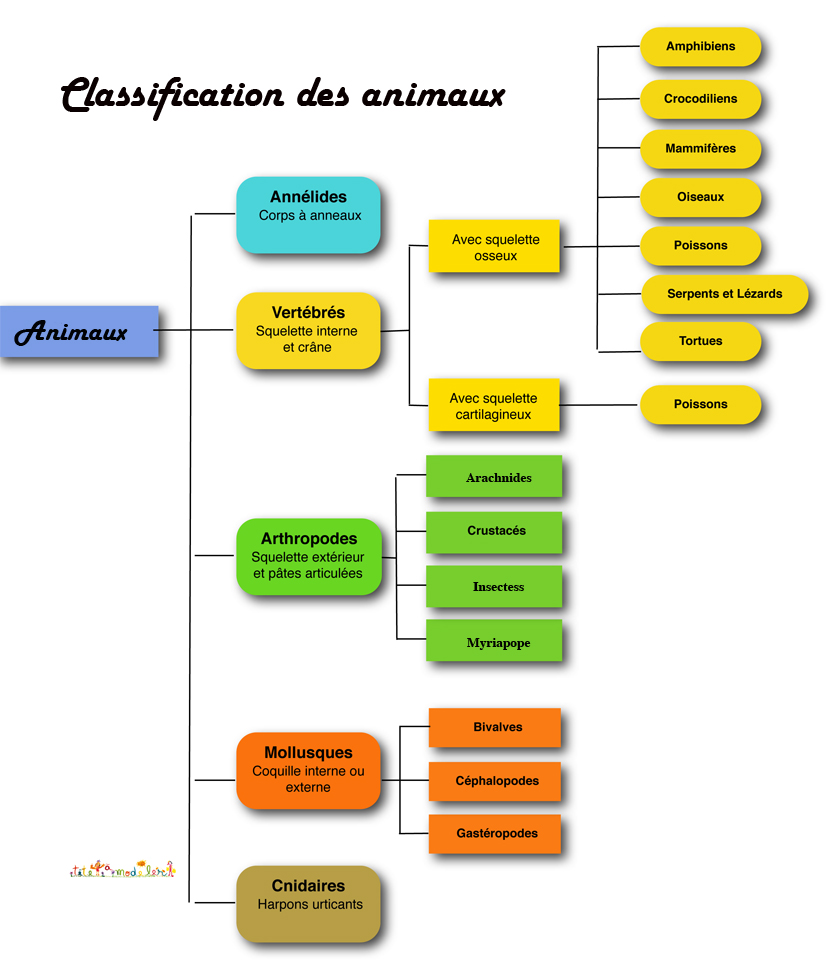 Classification des animaux
Animaux
Annélides
Corps à anneaux
Vertébrés
Squelette interne
et crâne
Avec squelette
osseux
Amphibiens
Crocodiliens
Mammifères
Oiseaux
Poissons
Serpents et Lézards
Tortues
Avec squelette
cartilagineux
Poissons
Arthropodes
Squelette extérieur
et pâtes articulées
Arachnides
Crustacés
Insectess
Myriapope
Mollusques
Coquille interne ou
externe
Bivalves
Céphalopodes
Gastéropodes
Cnidaires
Harpons urticants